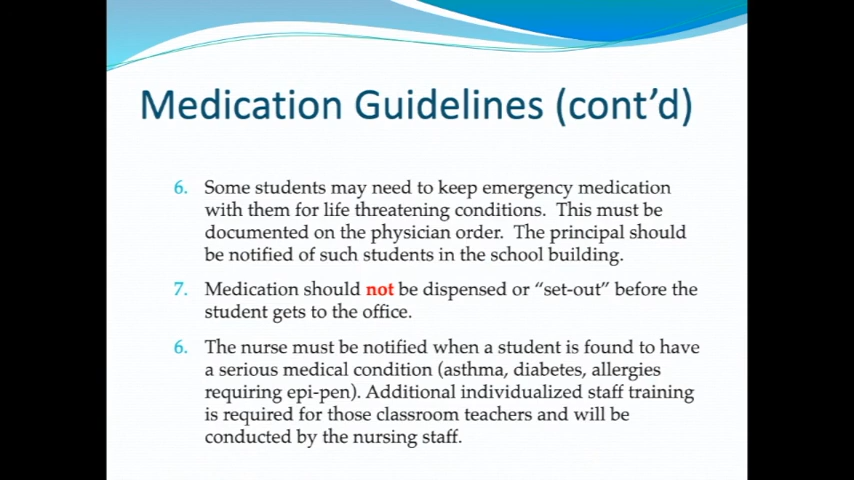 Medication Guidelines (cont’d)
6. Some students may need to keep emergency medication
with them for life threatening conditions. This must be
documented on the physician order. The principal should
be notified of such students in the school building.
7. Medication should not be dispensed or “set-out” before the
student gets to the office.
6. The nurse must be notified when a student is found to have
a serious medical condition (asthma, diabetes, allergies
requiring epi-pen). Additional individualized staff training
is required for those classroom teachers and will be
conducted by the nursing staff.